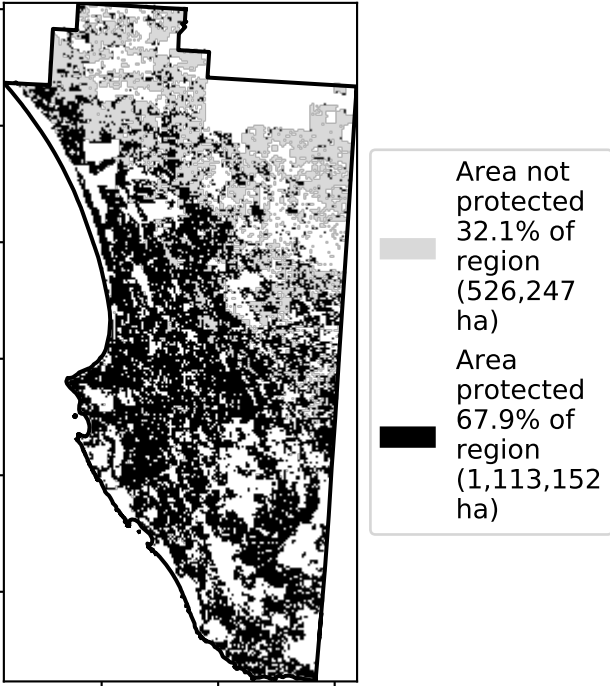 Area not
protected
32.1% of
region
(526,247
ha)
Area
protected
67.9% of
region
(1,113,152
ha)